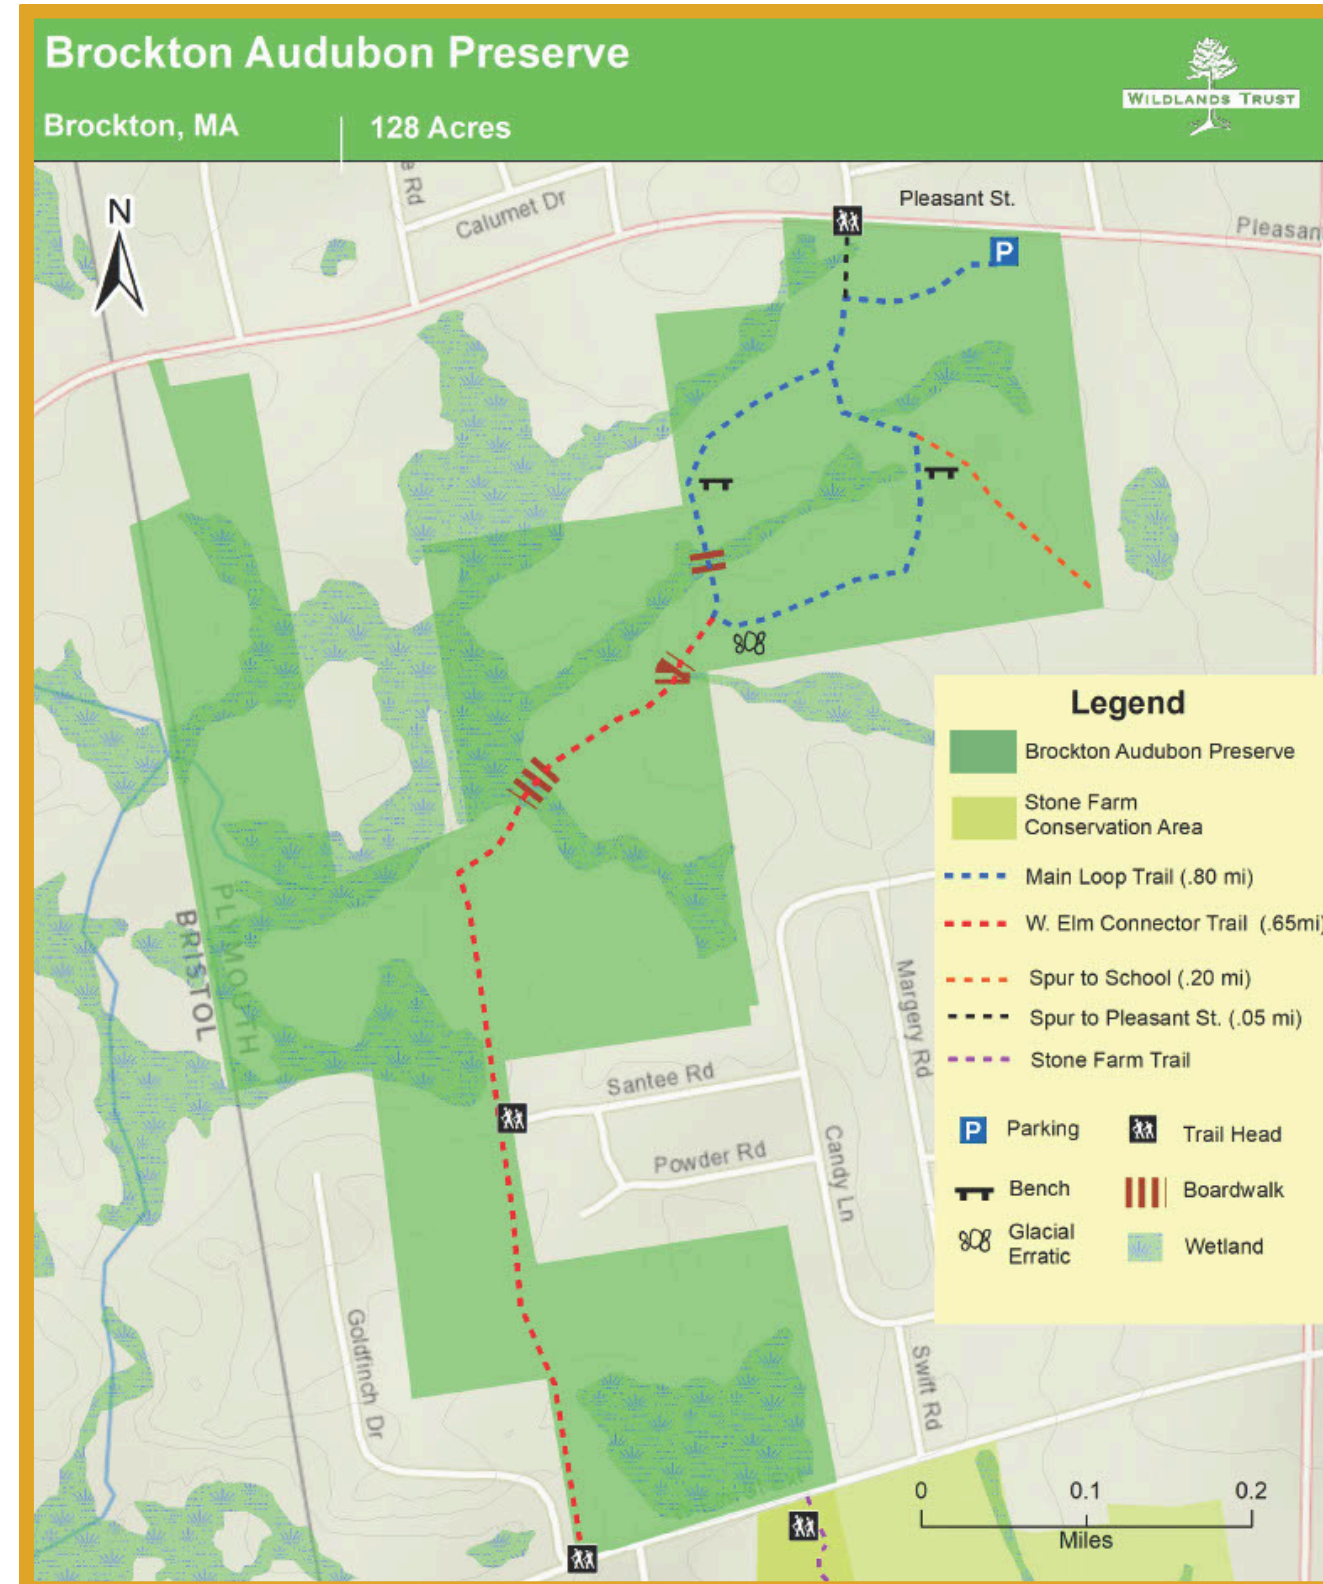 Brockton Audubon Preserve
Brockton, MA
128 Acres
WILDLANDS TRUST
N
e Rd
Calumet Dr
Pleasant St.
Pleasan
P
PLYMOUTH
BRISTOL
Santee Rd
Powder Rd
Margery Rd
Candy Ln
Goldfinch Dr
Swift Rd
Legend
Brockton Audubon Preserve
Stone Farm
Conservation Area
Main Loop Trail (.80 mi)
W. Elm Connector Trail (.65mi)
Spur to School (.20 mi)
Spur to Pleasant St. (.05 mi)
Stone Farm Trail
P Parking
Trail Head
Bench
Boardwalk
Glacial
Erratic
Wetland
0 0.1 0.2
Miles